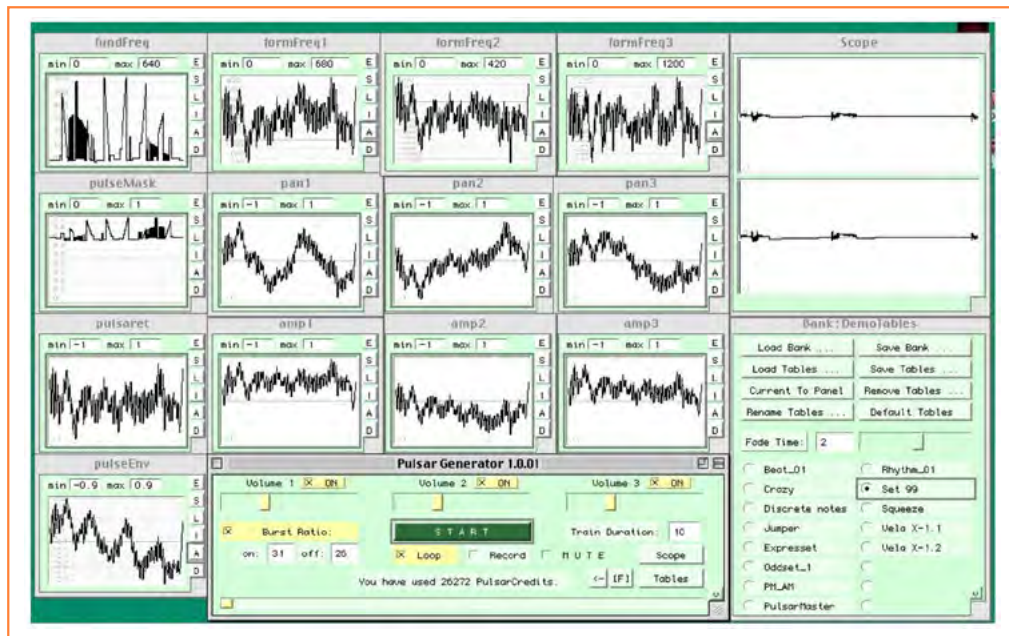 fundFreq
min 0 max 640 E
S
L
I
A
D
formFreq1
min 0 max 680 E
S
L
I
A
D
formFreq2
min 0 max 420 E
S
L
I
A
D
formFreq3
min 0 max 1200 E
S
L
I
A
D
Scope
pulseMask
min 0 max 1 E
S
L
I
A
D
pan1
min -1 max 1 E
S
L
I
A
D
pan2
min -1 max 1 E
S
L
I
A
D
pan3
min -1 max 1 E
S
L
I
A
D
pulsaret
min -1 max 1 E
S
L
I
A
D
amp1
min -1 max 1 E
S
L
I
A
D
amp2
min -1 max 1 E
S
L
I
A
D
amp3
min -1 max 1 E
S
L
I
A
D
Bank:DemoTables
Load Bank ... Save Bank ...
Load Tables ... Save Tables ...
Current To Panel Remove Tables ...
Rename Tables ... Default Tables
Fade Time: 2
Beat_01 Rhythm_01
Crazy Set 99
Discrete notes Squeeze
Jumper Vela X-1.1
Expresset Vela X-1.2
Oddset_1
PM_AM
PulsarMaster
pulseEnv
min -0.9 max 0.9 E
S
L
I
A
D
Pulsar Generator 1.0.0!
Volume 1 ON Volume 2 ON Volume 3 ON
Burst Ratio: START Train Duration: 10
on: 31 off: 26 Loop Record MUTE Scope
You have used 26272 PulsarCredits. <- [F] Tables